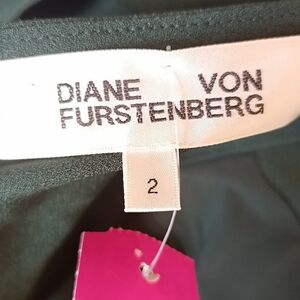 DIANE VON
FURSTENBERG
2